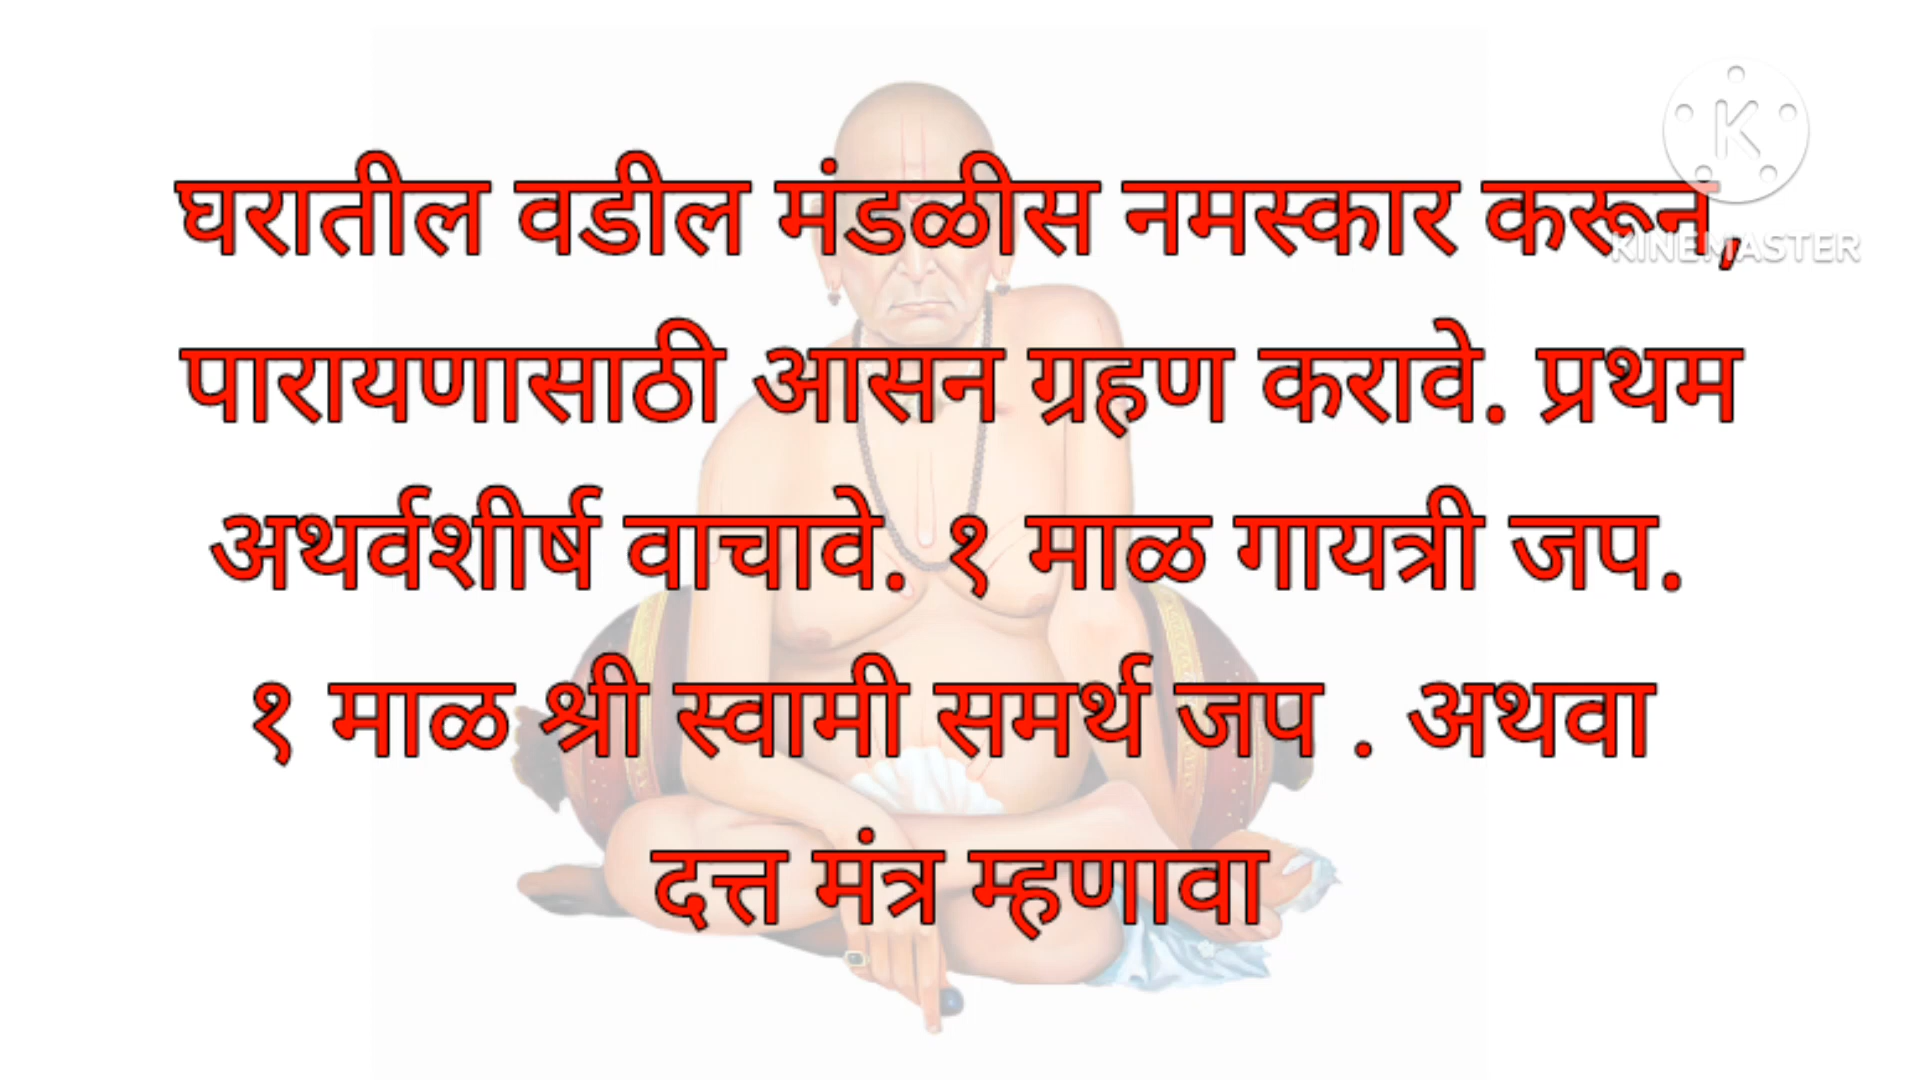 घरातील वडील मंडळीस नमस्कार करून,
पारायणासाठी आसन ग्रहण करावे. प्रथम
अथर्वशीर्ष वाचावे. १ माळ गायत्री जप.
१ माळ श्री स्वामी समर्थ जप . अथवा
दत्त मंत्र म्हणावा
K
KINEMASTER